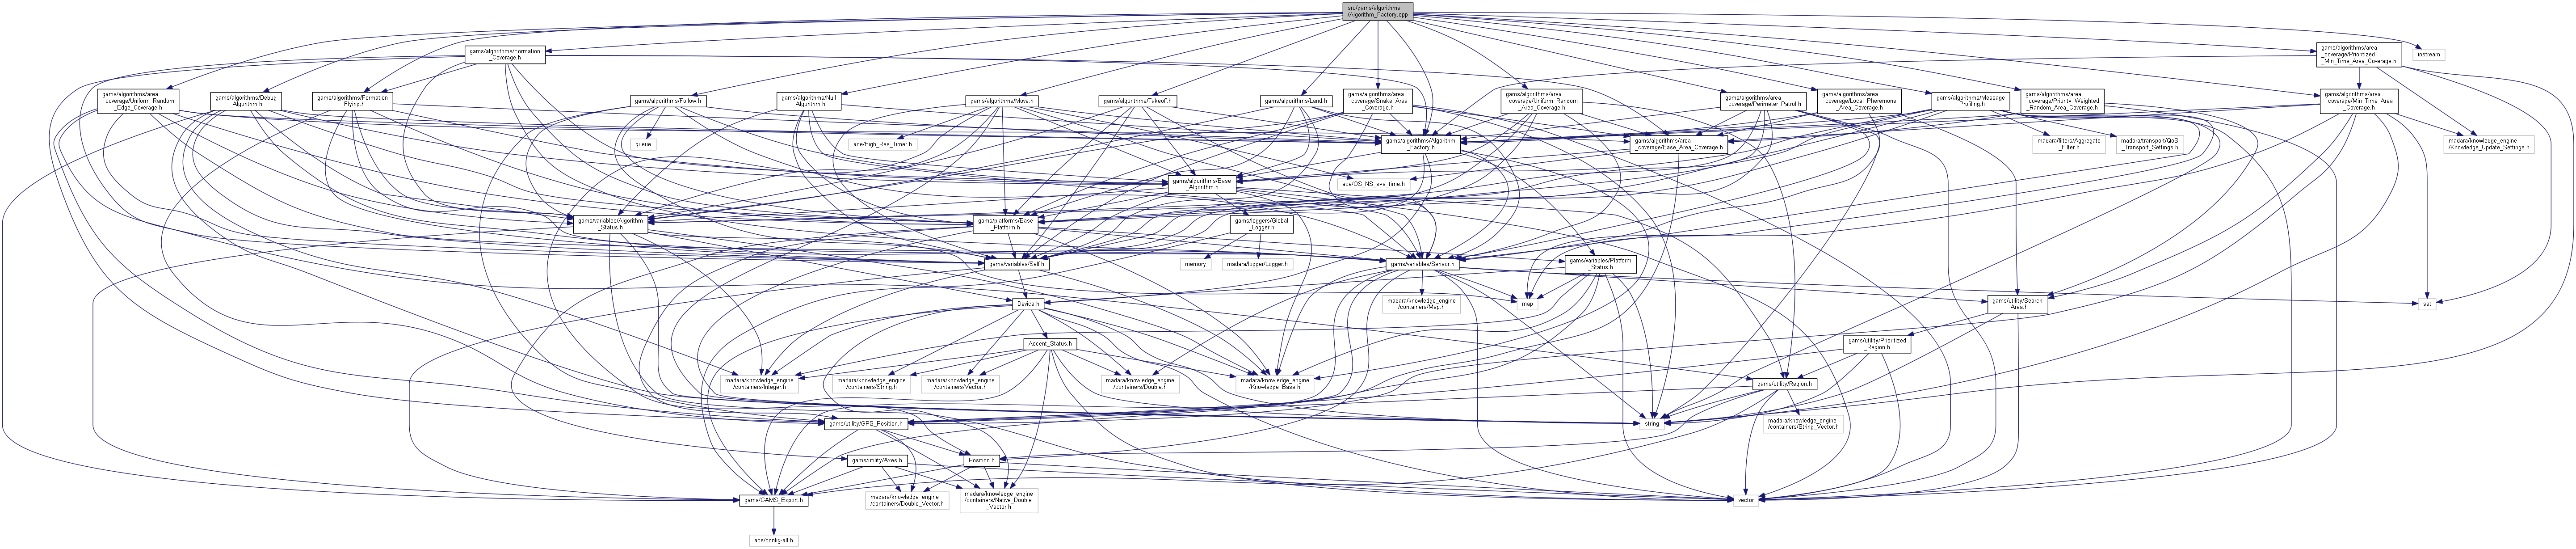 src/gams/algorithms
/Algorithm_Factory.cpp
gams/algorithms/Formation
_Coverage.h
iostream
gams/algorithms/area
_coverage/Prioritized
_Min_Time_Area_Coverage.h
gams/algorithms/area
_coverage/Uniform_Random
_Edge_Coverage.h
gams/algorithms/Debug
_Algorithm.h
gams/algorithms/Formation
_Flying.h
gams/algorithms/Follow.h
gams/algorithms/Null
_Algorithm.h
gams/algorithms/Move.h
gams/algorithms/Takeoff.h
gams/algorithms/Land.h
gams/algorithms/area
_coverage/Snake_Area
_Coverage.h
gams/algorithms/area
_coverage/Uniform_Random
_Area_Coverage.h
gams/algorithms/area
_coverage/Perimeter_Patrol.h
gams/algorithms/area
_coverage/Local_Pheremone
_Area_Coverage.h
gams/algorithms/Message
_Profiling.h
gams/algorithms/area
_coverage/Priority_Weighted
_Random_Area_Coverage.h
gams/algorithms/area
_coverage/Min_Time_Area
_Coverage.h
queue
ace/High_Res_Timer.h
gams/algorithms/Algorithm
_Factory.h
gams/algorithms/area
_coverage/Base_Area_Coverage.h
madara/filters/Aggregate
_Filter.h
madara/transport/QoS
_Transport_Settings.h
madara/knowledge_engine
/Knowledge_Update_Settings.h
gams/algorithms/Base
_Algorithm.h
ace/OS_NS_sys_time.h
gams/variables/Algorithm
_Status.h
gams/platforms/Base
_Platform.h
gams/loggers/Global
_Logger.h
gams/variables/Self.h
memory
madara/logger/Logger.h
gams/variables/Sensor.h
gams/variables/Platform
_Status.h
Device.h
madara/knowledge_engine
/containers/Map.h
map
gams/utility/Search
_Area.h
set
Accent_Status.h
gams/utility/Prioritized
_Region.h
madara/knowledge_engine
/containers/Integer.h
madara/knowledge_engine
/containers/String.h
madara/knowledge_engine
/containers/Vector.h
madara/knowledge_engine
/containers/Double.h
madara/knowledge_engine
/Knowledge_Base.h
gams/utility/Region.h
gams/utility/GPS_Position.h
string
madara/knowledge_engine
/containers/String_Vector.h
gams/utility/Axes.h
Position.h
gams/GAMS_Export.h
madara/knowledge_engine
/containers/Double_Vector.h
madara/knowledge_engine
/containers/Native_Double
_Vector.h
vector
ace/config-all.h